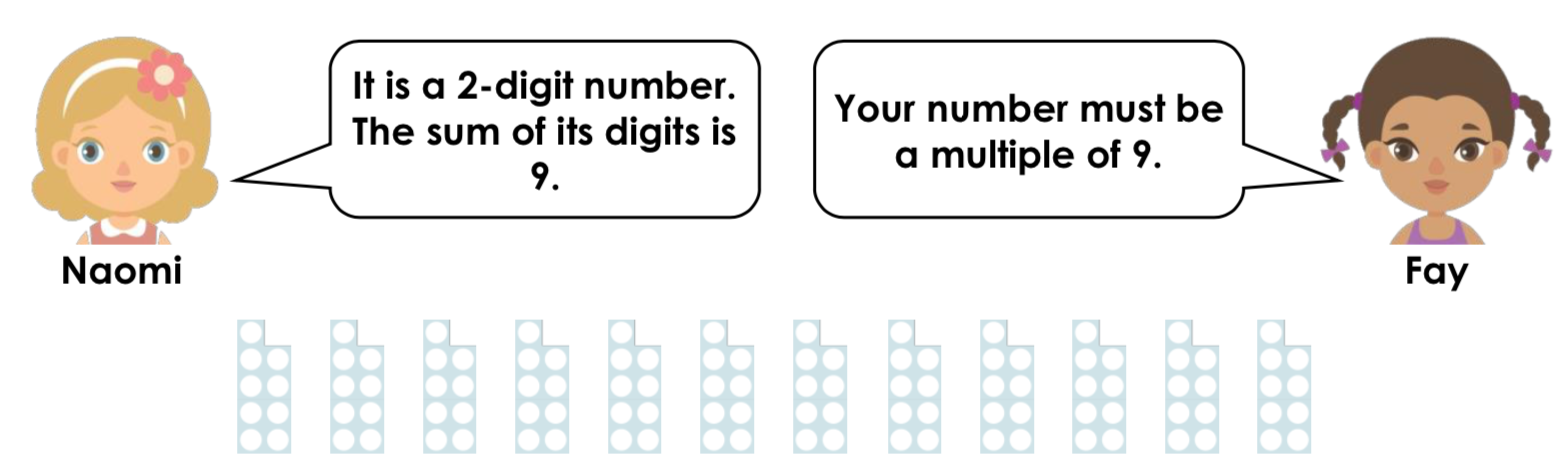 It is a 2-digit number.
The sum of its digits is
9.
Your number must be
a multiple of 9.
Naomi
Fay